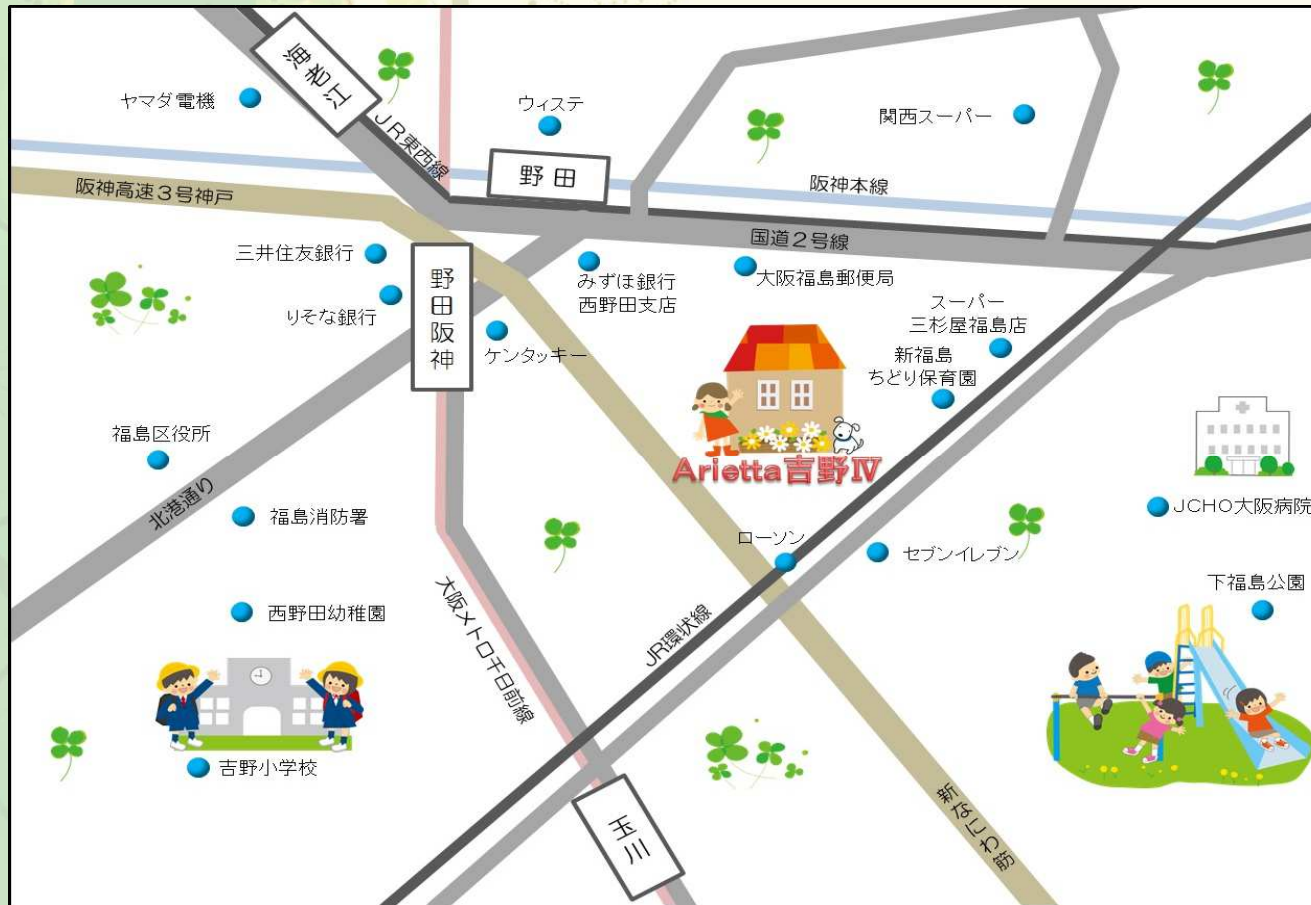 海老江
ヤマダ電機
ウィステ
関西スーパー
JR東西線
野田
阪神本線
阪神高速3号神戸
国道2号線
三井住友銀行
りそな銀行
野田阪神
みずほ銀行
西野田支店
大阪福島郵便局
ケンタッキー
スーパー
三杉屋福島店
新福島
ちどり保育園
福島区役所
Arietta吉野Ⅳ
北港通り
福島消防署
JCHO大阪病院
ローソン
セブンイレブン
西野田幼稚園
大阪メトロ千日前線
JR環状線
下福島公園
吉野小学校
玉川
新なにわ筋